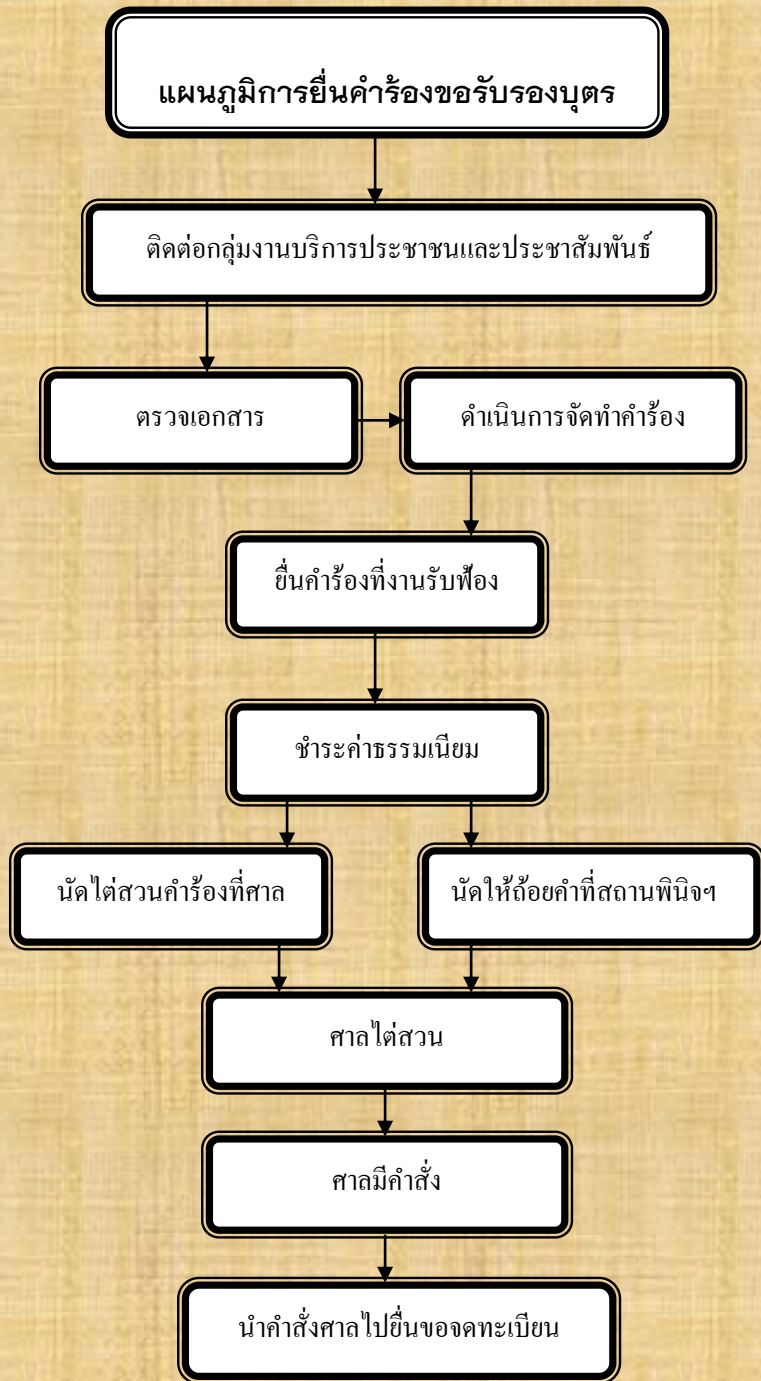 แผนภูมิการยื่นคำร้องขอรับรองบุตร
ติดต่อกลุ่มงานบริการประชาชนและประชาสัมพันธ์
ตรวจเอกสาร
ดำเนินการจัดทำคำร้อง
ยื่นคำร้องที่งานรับฟ้อง
ชำระค่าธรรมเนียม
นัดไต่สวนคำร้องที่ศาล
นัดให้ถ้อยคำที่สถานพินิจฯ
ศาลไต่สวน
ศาลมีคำสั่ง
นำคำสั่งศาลไปยื่นขอจดทะเบียน